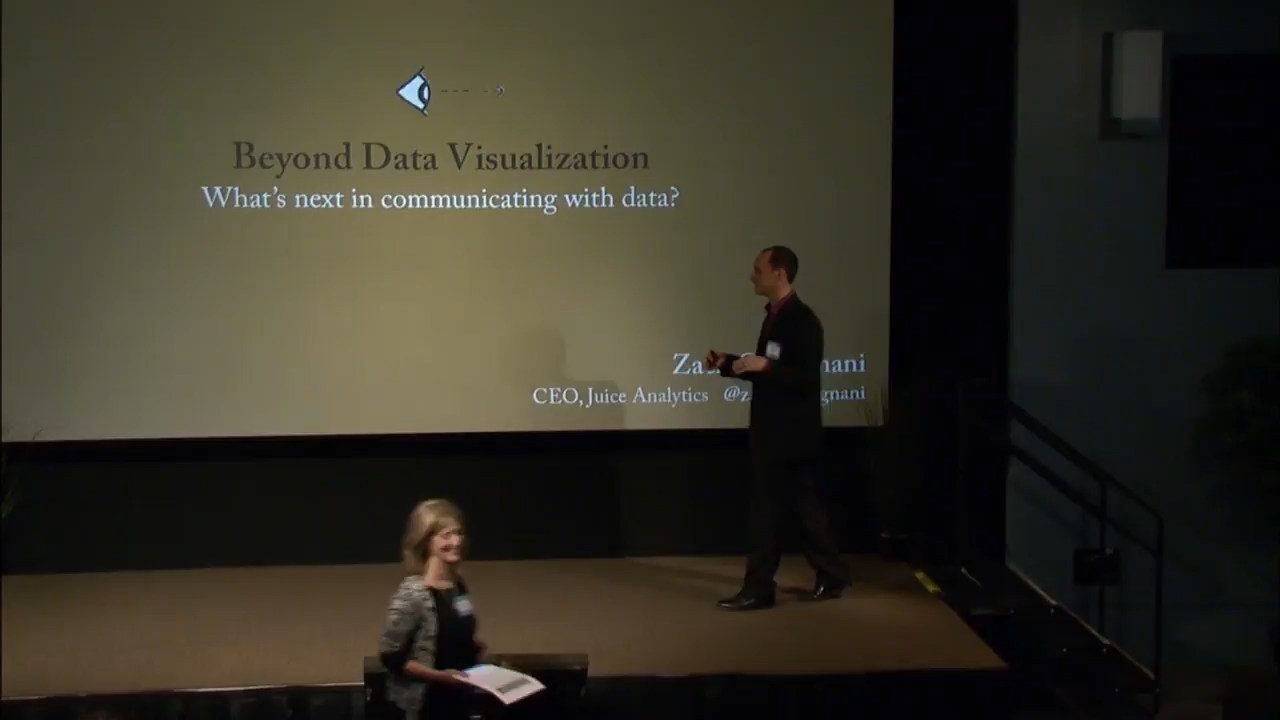 Beyond Data Visualization
What's next in communicating with data?
CEO, Juice Analytics